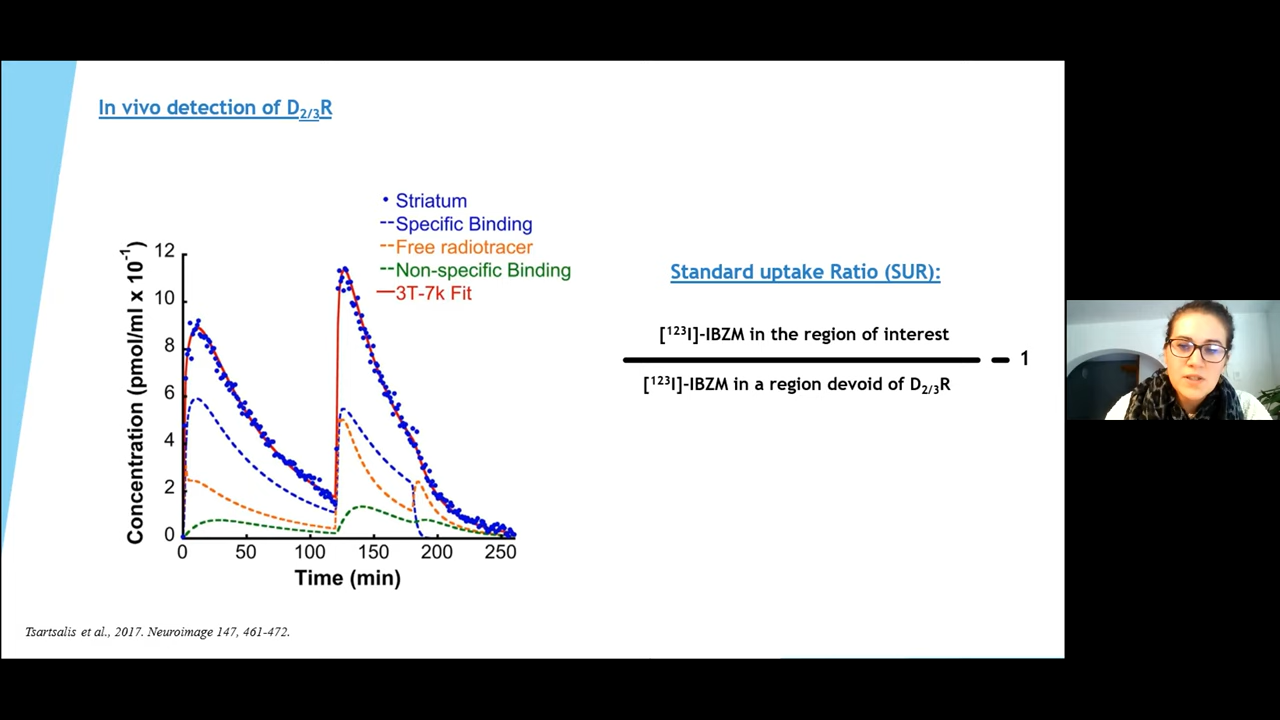 In vivo detection of D2/3R
Striatum
Specific Binding
Free radiotracer
Non-specific Binding
3T-7k Fit
Concentration (pmol/ml x 10-1)
12
10
8
6
4
2
0
0 50 100 150 200 250
Time (min)
Standard uptake Ratio (SUR):
[123I]-IBZM in the region of interest
– 1
[123I]-IBZM in a region devoid of D2/3R
Tsartsalis et al., 2017. Neuroimage 147, 461-472.